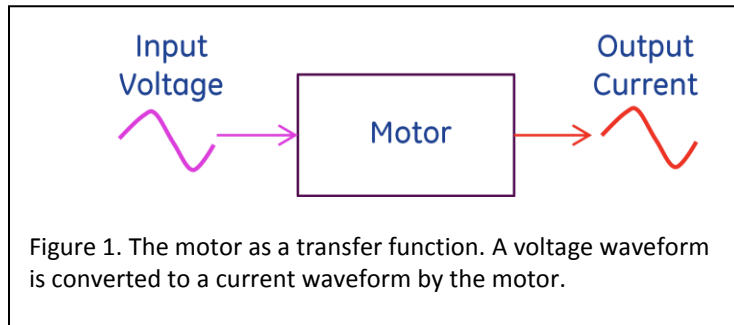 Input Output
Voltage Current
Motor
Figure 1. The motor as a transfer function. A voltage waveform
is converted to a current waveform by the motor.